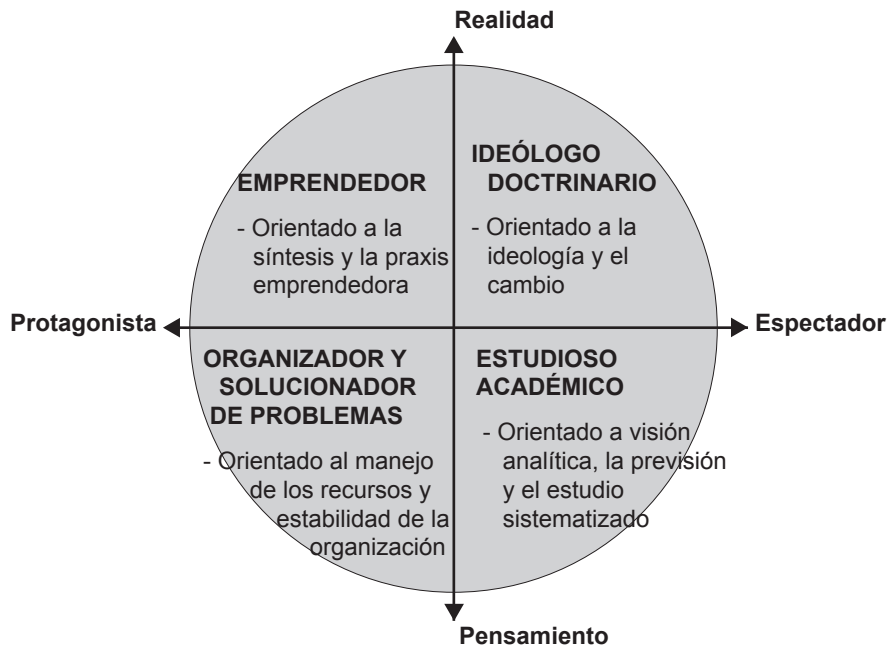 Realidad
EMPRENDEDOR
- Orientado a la
síntesis y la praxis
emprendedora
IDEÓLOGO
DOCTRINARIO
- Orientado a la
ideología y el
cambio
Protagonista
Espectador
ORGANIZADOR Y
SOLUCIONADOR
DE PROBLEMAS
- Orientado al manejo
de los recursos y
estabilidad de la
organización
ESTUDIOSO
ACADÉMICO
- Orientado a visión
analítica, la previsión
y el estudio
sistematizado
Pensamiento